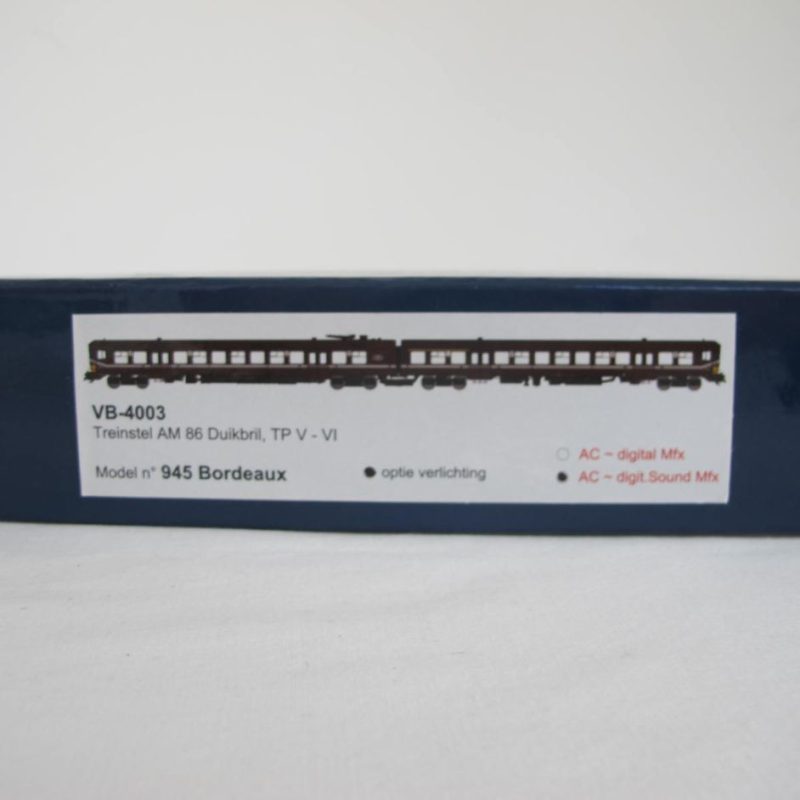 VB-4003
Treinstel AM 86 Duikbril, TP V - VI
Model n° 945 Bordeaux
optie verlichting
AC ~ digital Mfx
AC ~ digit.Sound Mfx